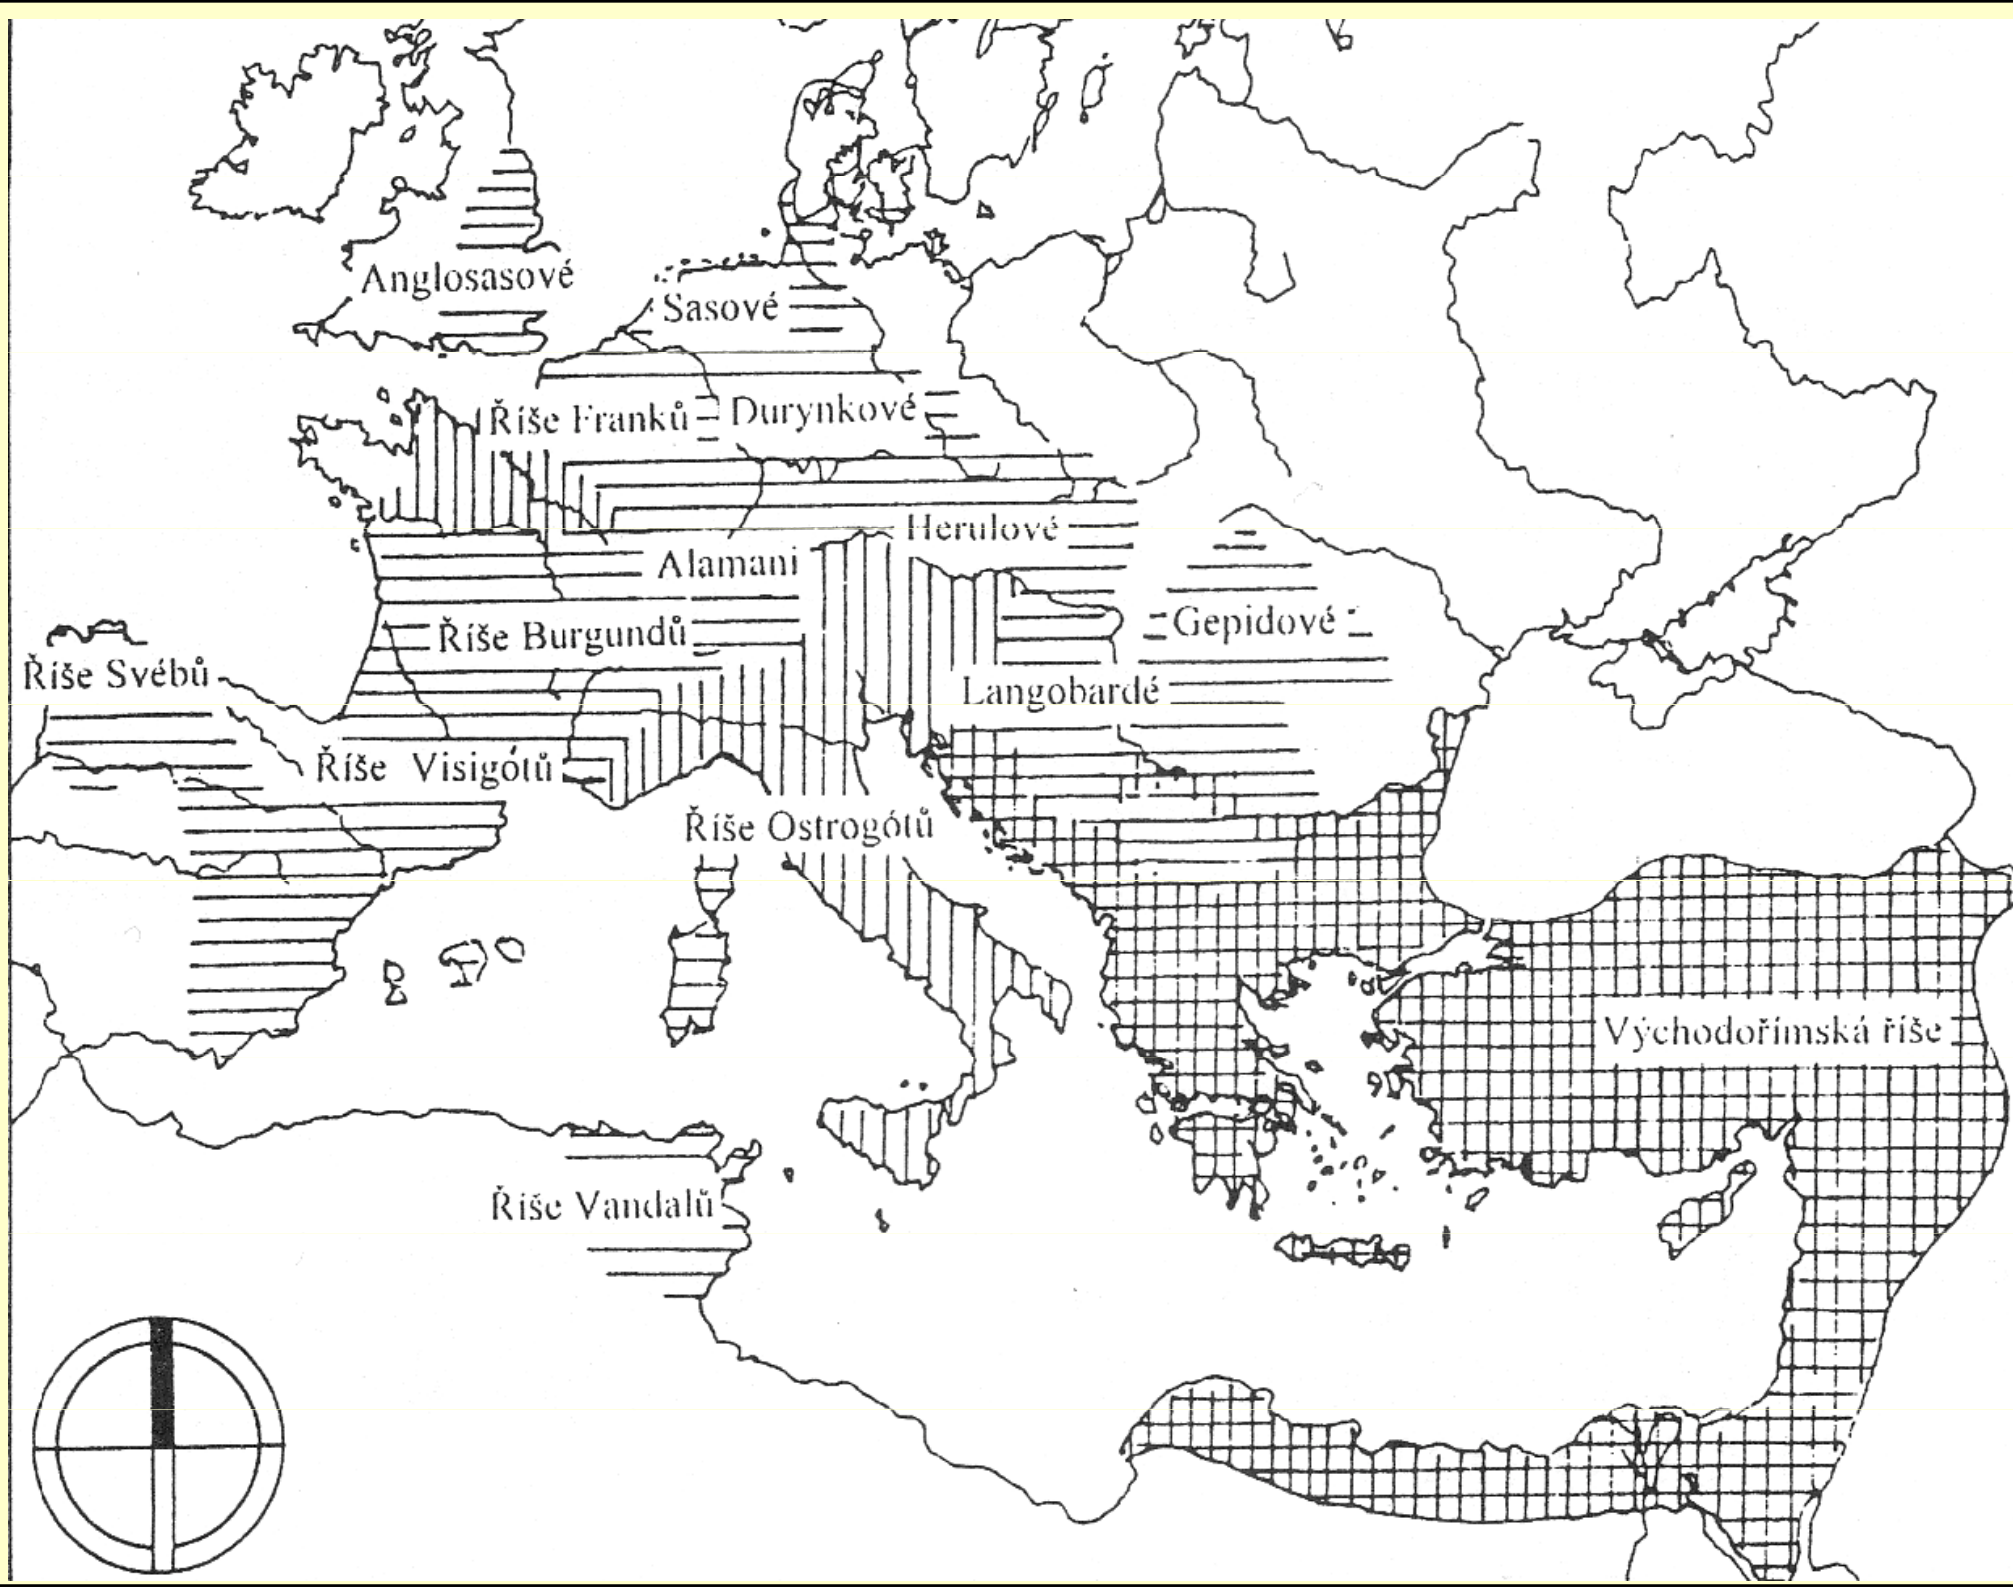 Anglosasové
Sasové
Říše Franků
Durynkové
Herulové
Alamani
Říše Burgundů
Gepidové
Říše Svébů
Langobardé
Říše Visigótů
Říše Ostrogótů
Východořímská říše
Říše Vandalů